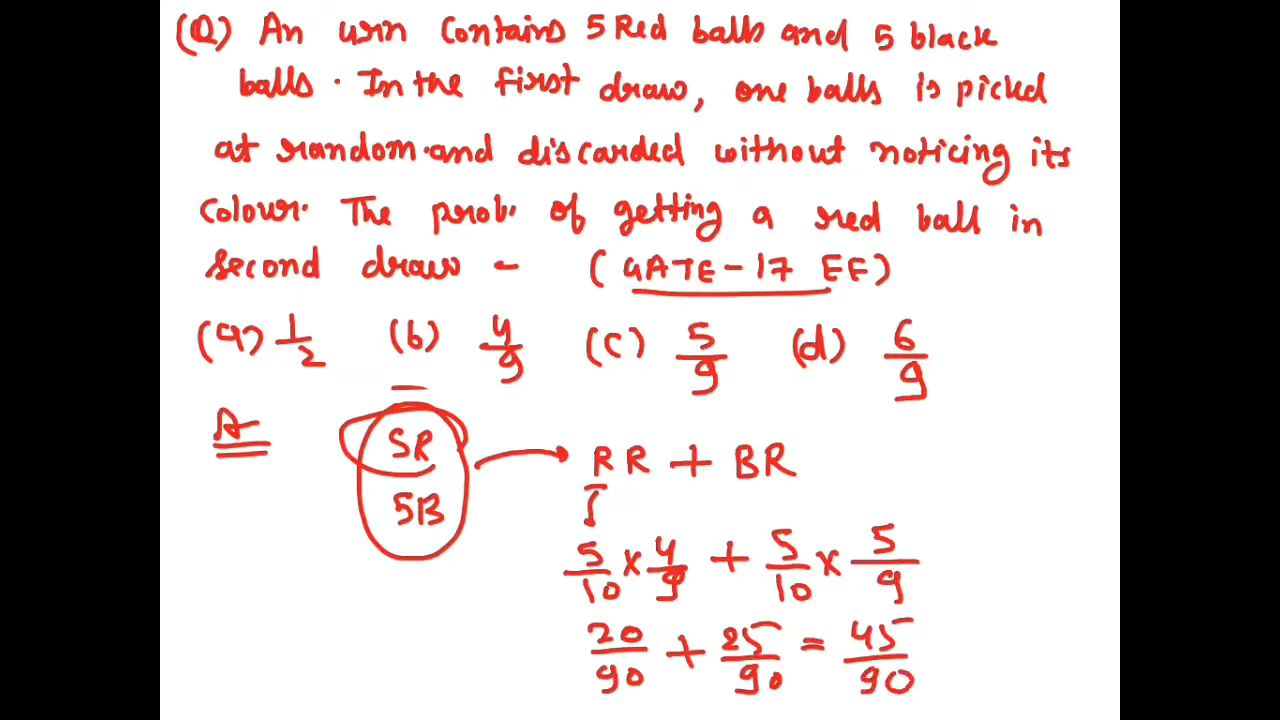 (Q) An urn contains 5 Red balls and 5 black
balls. In the first draw, one balls is picked
at random and discarded without noticing its
colour. The prob. of getting a red ball in
second draw - (GATE-17 EE)
(a) 1/2 (b) 4/9 (c) 5/9 (d) 6/9
A
5R
5B
RR + BR
5/10 x 4/9 + 5/10 x 5/9
20/90 + 25/90 = 45/90